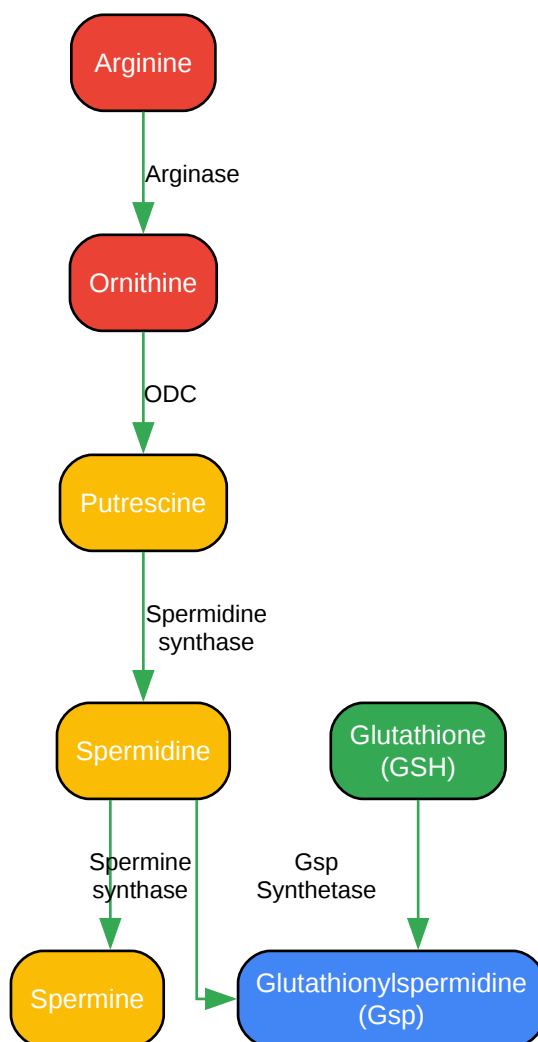 Arginine
Arginase
Ornithine
ODC
Putrescine
Spermidine
synthase
Spermidine
Glutathione
(GSH)
Spermine
synthase
Gsp
Synthetase
Spermine
Glutathionylspermidine
(Gsp)